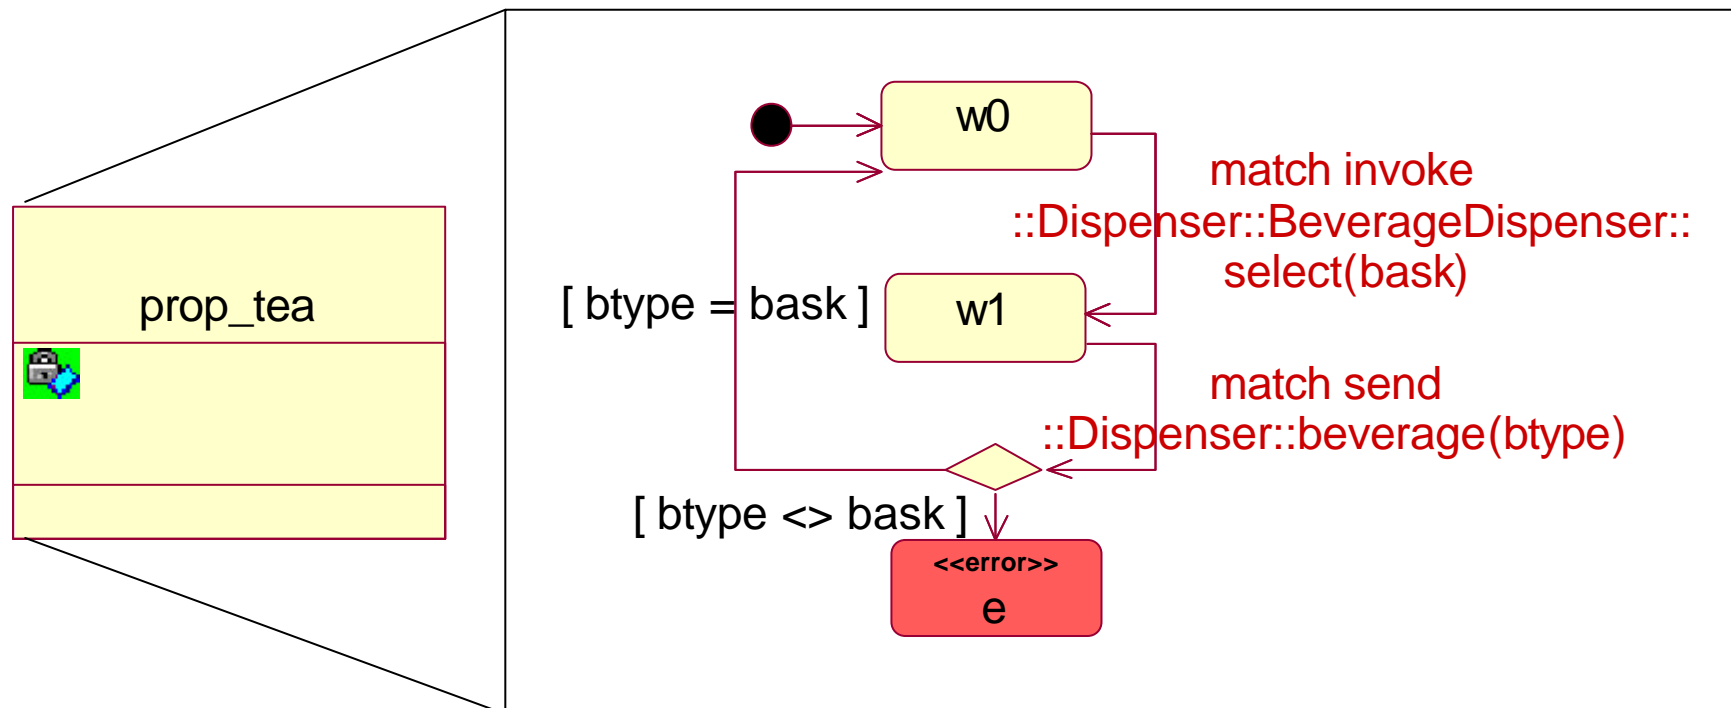 prop_tea
w0
match invoke
::Dispenser::BeverageDispenser::
select(bask)
[ btype = bask ]
w1
match send
::Dispenser::beverage(btype)
[ btype <> bask ]
<<error>>
e